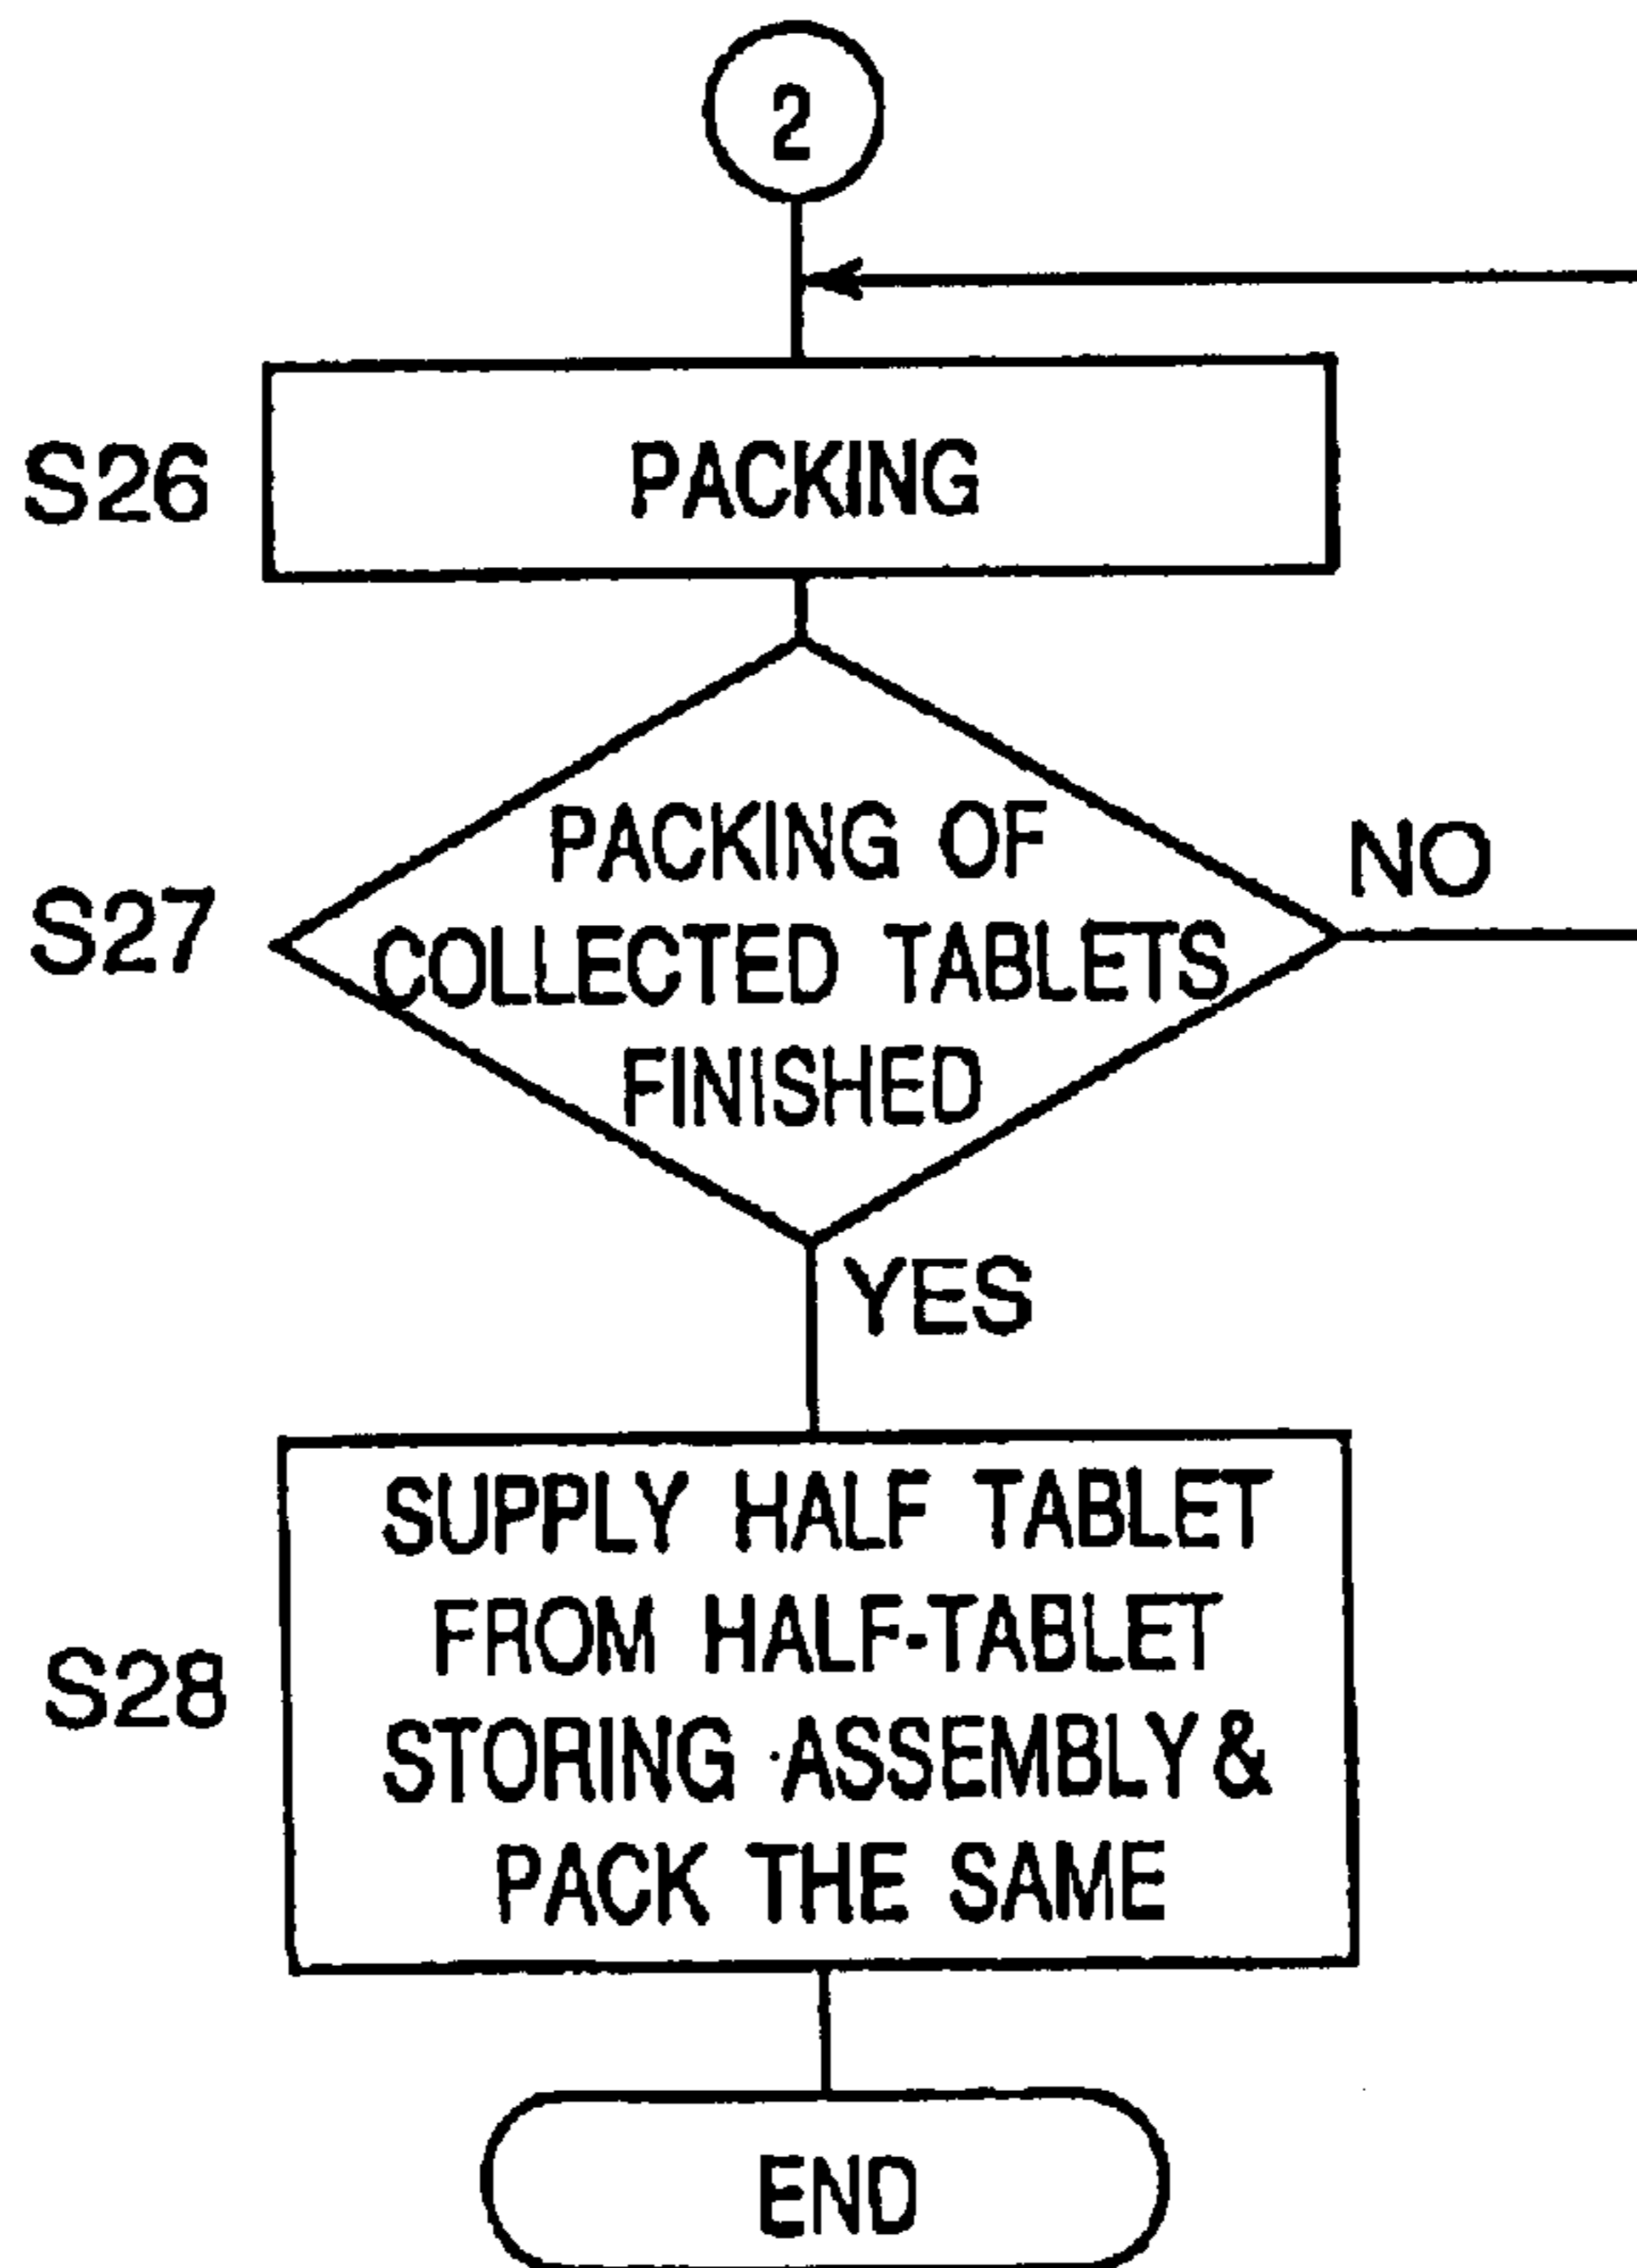 2
S26
PACKING
PACKING OF
NO
S27
COLLECTED TABLETS
FINISHED
YES
SUPPLY HALF TABLET
FROM HALF-TABLET
S28
STORING ASSEMBLY &
PACK THE SAME
END